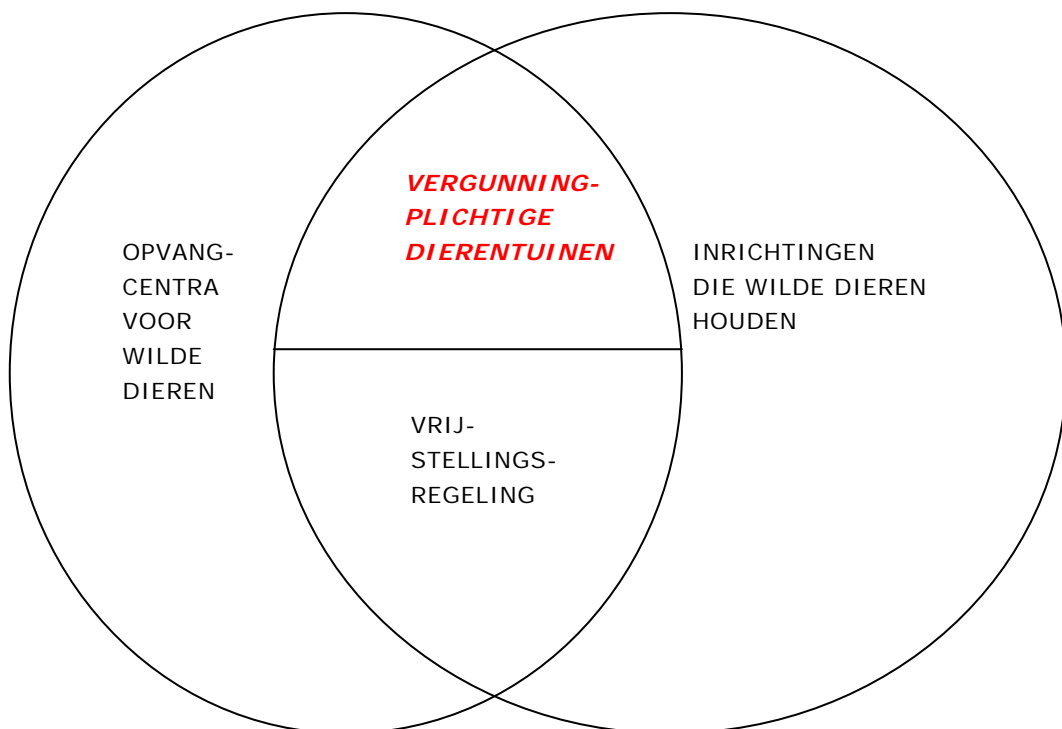 OPVANG-
CENTRA
VOOR
WILDE
DIEREN
VERGUNNING-
PLICHTIGE
DIERENTUINEN
VRIJ-
STELLINGS-
REGELING
INRICHTINGEN
DIE WILDE DIEREN
HOUDEN